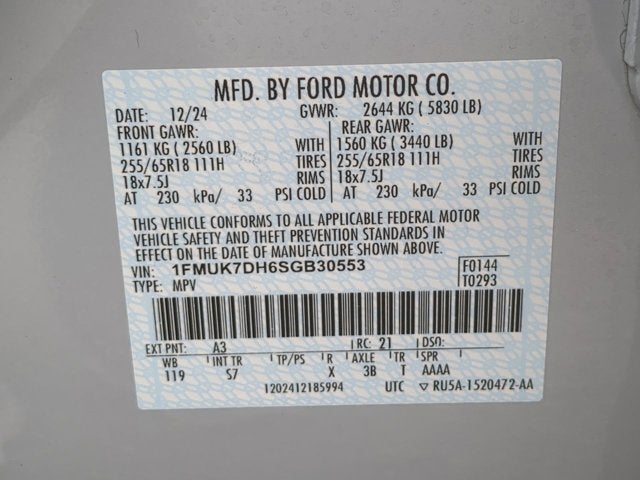 MFD. BY FORD MOTOR CO.
DATE: 12/24 GVWR: 2644 KG ( 5830 LB)
FRONT GAWR: REAR GAWR:
1161 KG ( 2560 LB) WITH 1560 KG ( 3440 LB) WITH
255/65R18 111H TIRES 255/65R18 111H TIRES
18x7.5J RIMS 18x7.5J RIMS
AT 230 kPa/ 33 PSI COLD AT 230 kPa/ 33 PSI COLD
THIS VEHICLE CONFORMS TO ALL APPLICABLE FEDERAL MOTOR
VEHICLE SAFETY AND THEFT PREVENTION STANDARDS IN
EFFECT ON THE DATE OF MANUFACTURE SHOWN ABOVE.
VIN: 1FMUK7DH6SGB30553 F0144
TYPE: MPV T0293
EXT PNT: A3 RC: 21 DSO:
WB INT TR TP/PS R AXLE TR SPR
119 S7 X 3B T AAAA
1202412185994 UTC ▽ RU5A-1520472-AA